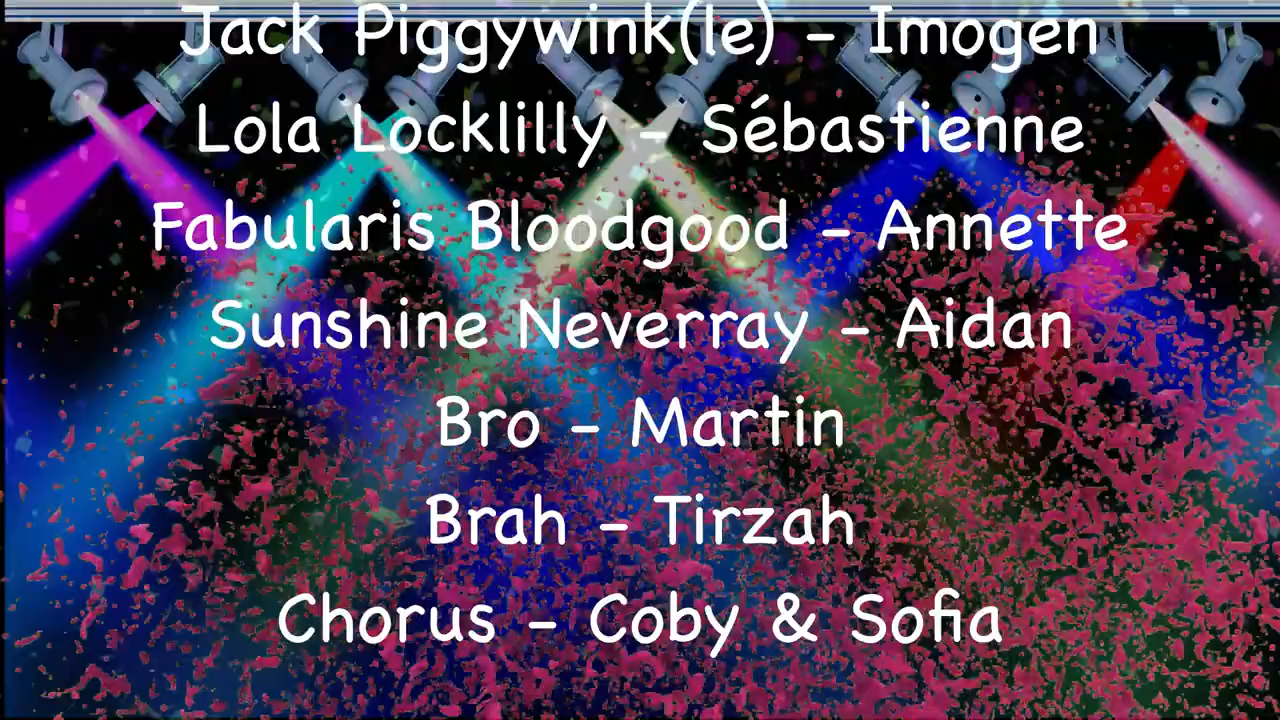 Jack Piggywink(le) - Imogen
Lola Locklilly - Sébastienne
Fabularis Bloodgood - Annette
Sunshine Neverray - Aidan
Bro - Martin
Brah - Tirzah
Chorus - Coby & Sofia